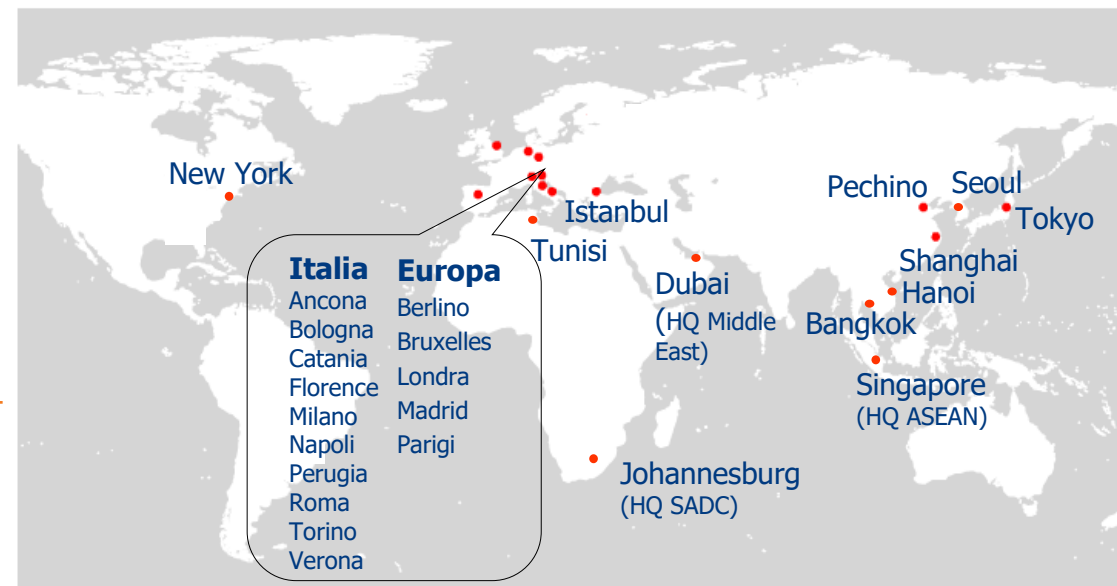 New York
Istanbul
Tunisi
Pechino
Seoul
Tokyo
Shanghai
Hanoi
Bangkok
Dubai
(HQ Middle
East)
Singapore
(HQ ASEAN)
Johannesburg
(HQ SADC)
Italia
Ancona
Bologna
Catania
Florence
Milano
Napoli
Perugia
Roma
Torino
Verona
Europa
Berlino
Bruxelles
Londra
Madrid
Parigi